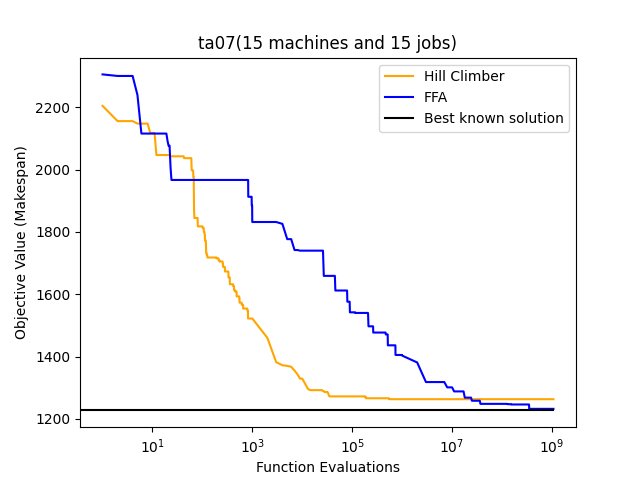 ta07(15 machines and 15 jobs)
Hill Climber
FFA
Best known solution
Objective Value (Makespan)
2200
2000
1800
1600
1400
1200
10^1 10^3 10^5 10^7 10^9
Function Evaluations